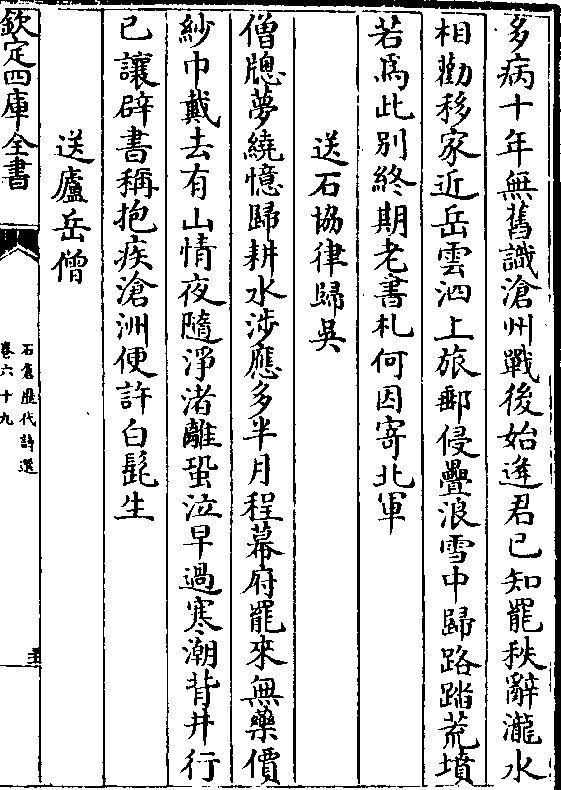 多病十年無舊識滄州戰後始逢君已知罷秩辭瀧水
相勸移家近岳雲泗上旅郵侵疊浪雪中歸路踏荒墳
若爲此別終期老書札何因寄北軍
送石協律歸吳
僧牕夢繞憶歸耕水涉應多半月程幕府罷來無藥價
紗巾戴去有山情夜隨淨渚離蛩泣早過寒潮背井行
已讓辟書稱抱疾滄洲便許白髭生
送廬岳僧
欽定四庫全書
石倉歷代詩選
卷六十九